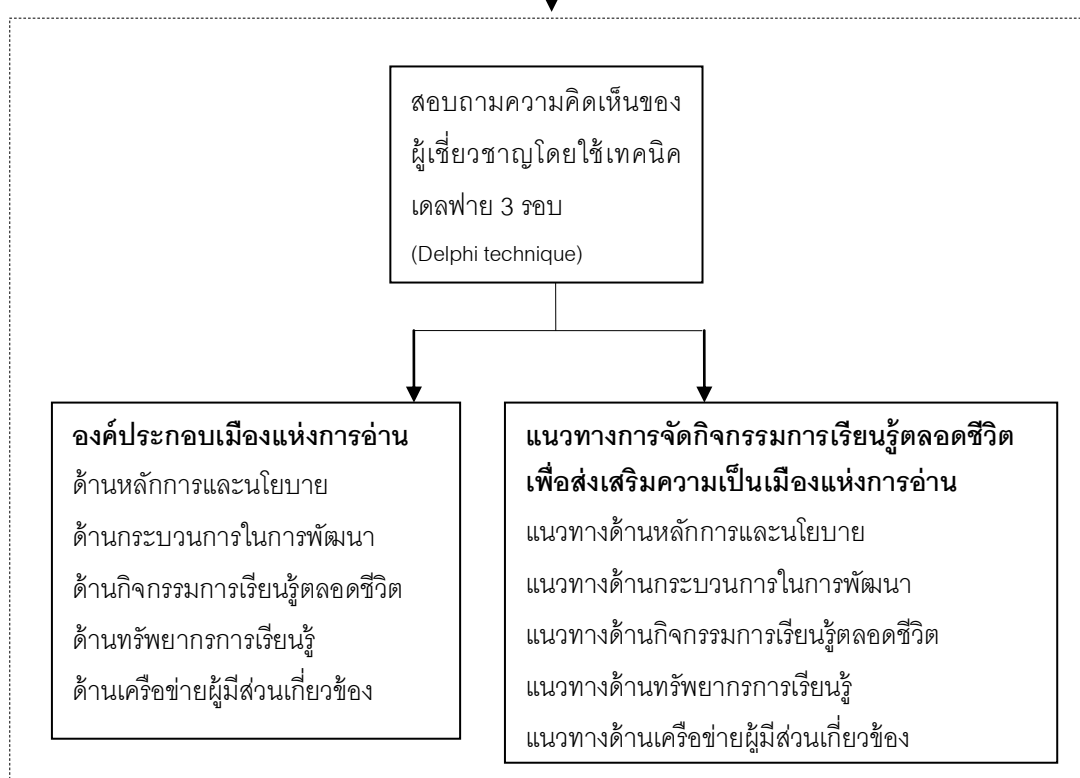 สอบถามความคิดเห็นของ
ผู้เชี่ยวชาญโดยใช้เทคนิค
เดลฟาย 3 รอบ
(Delphi technique)
องค์ประกอบเมืองแห่งการอ่าน
ด้านหลักการและนโยบาย
ด้านกระบวนการในการพัฒนา
ด้านกิจกรรมการเรียนรู้ตลอดชีวิต
ด้านทรัพยากรการเรียนรู้
ด้านเครือข่ายผู้มีส่วนเกี่ยวข้อง
แนวทางการจัดกิจกรรมการเรียนรู้ตลอดชีวิต
เพื่อส่งเสริมความเป็นเมืองแห่งการอ่าน
แนวทางด้านหลักการและนโยบาย
แนวทางด้านกระบวนการในการพัฒนา
แนวทางด้านกิจกรรมการเรียนรู้ตลอดชีวิต
แนวทางด้านทรัพยากรการเรียนรู้
แนวทางด้านเครือข่ายผู้มีส่วนเกี่ยวข้อง